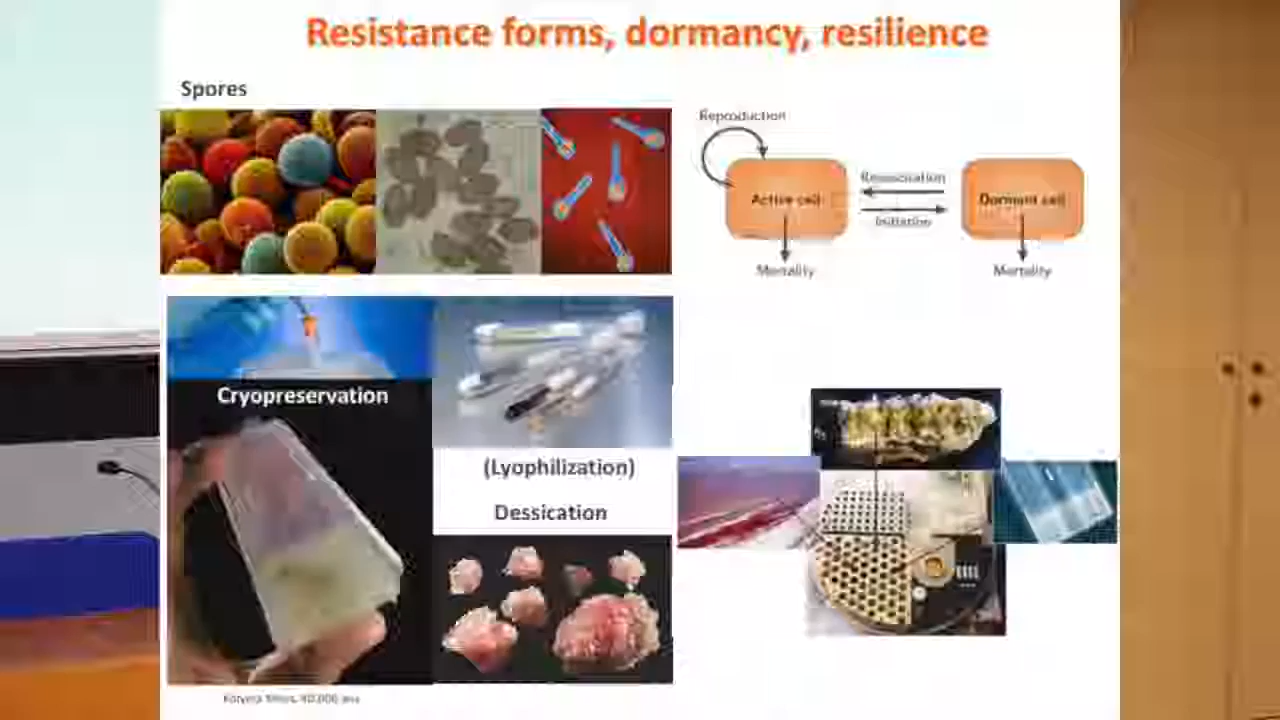 Resistance forms, dormancy, resilience
Spores
Reproduction
Active cell
Resuscitation
Initiation
Dormant cell
Mortality
Mortality
Cryopreservation
(Lyophilization)
Dessication